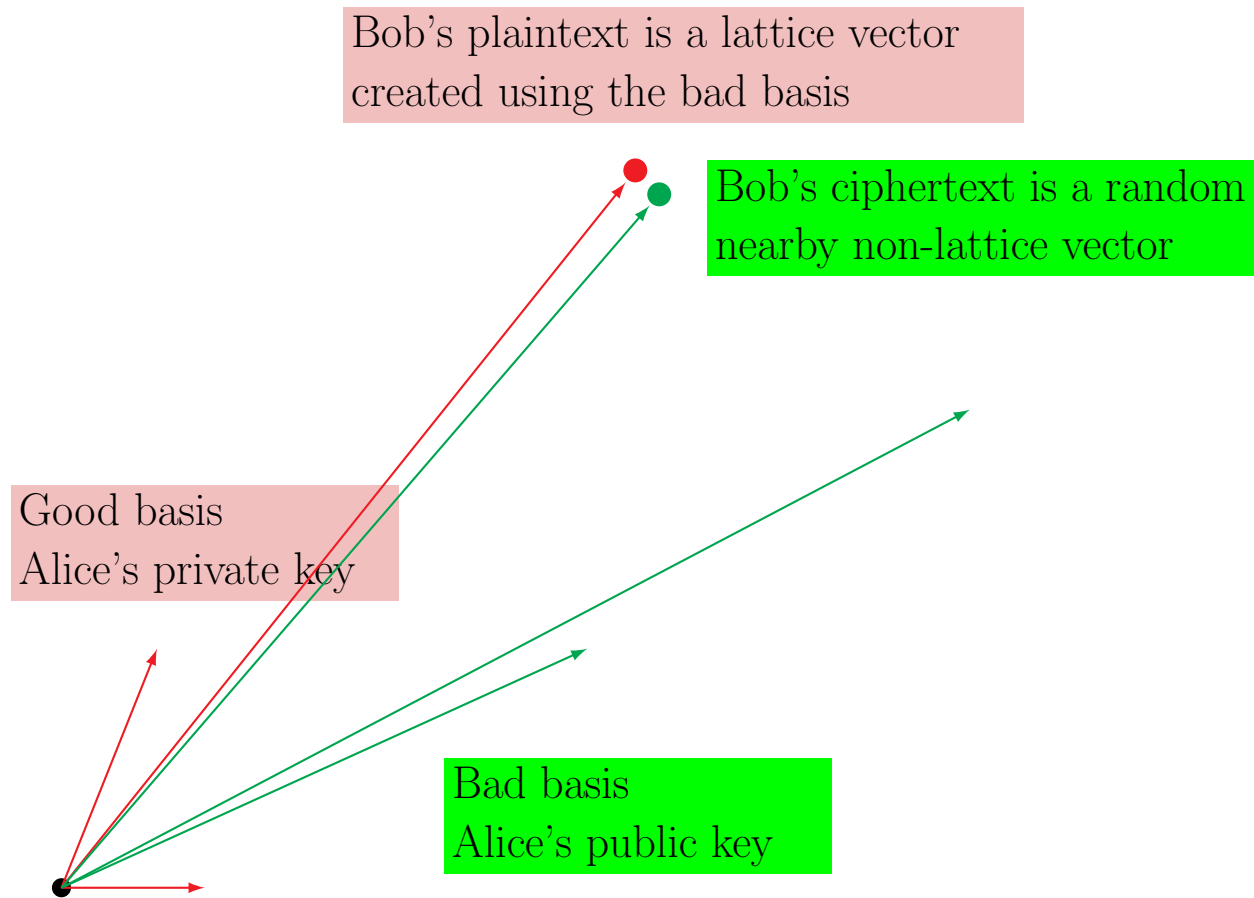 Bob's plaintext is a lattice vector
created using the bad basis
Bob's ciphertext is a random
nearby non-lattice vector
Good basis
Alice's private key
Bad basis
Alice's public key